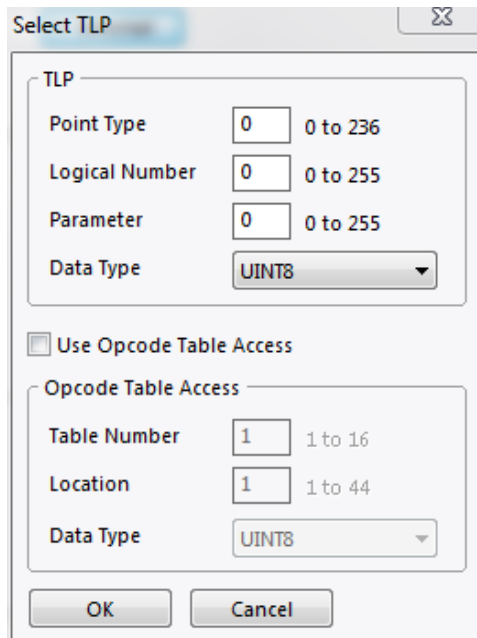 Select TLP
TLP
Point Type 0 0 to 236
Logical Number 0 0 to 255
Parameter 0 0 to 255
Data Type UINT8
Use Opcode Table Access
Opcode Table Access
Table Number 1 1 to 16
Location 1 1 to 44
Data Type UINT8
OK Cancel